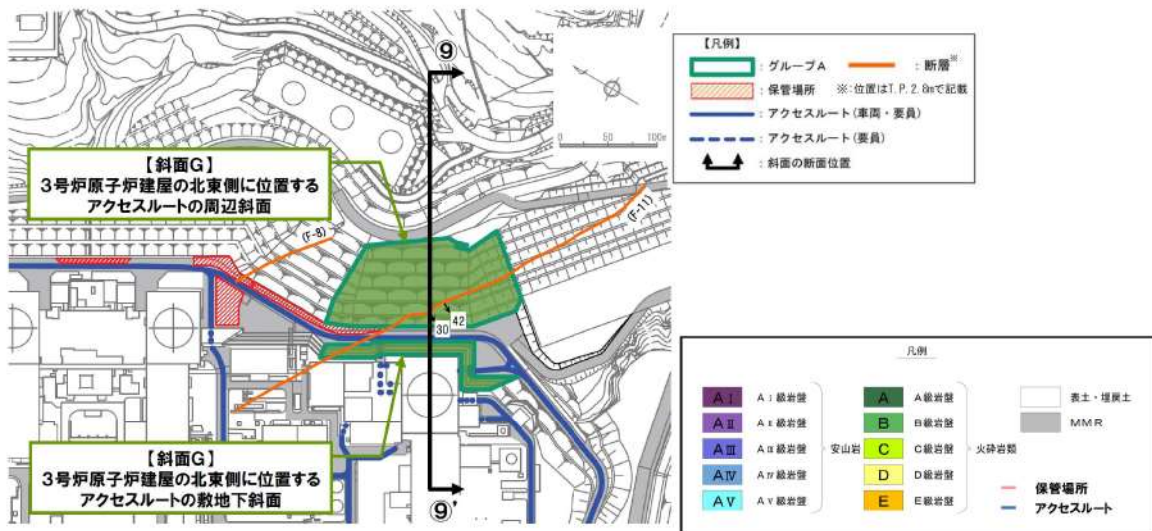 ⑨
【斜面G】
3号炉原子炉建屋の北東側に位置する
アクセスルートの周辺斜面
(F-8)
(F-11)
0 50 100m
42
30
【斜面G】
3号炉原子炉建屋の北東側に位置する
アクセスルートの敷地下斜面
⑨'
【凡例】
: グループA
: 断層※
: 保管場所 ※:位置はT.P.2.8mで記載
: アクセスルート(車両・要員)
: アクセスルート(要員)
: 斜面の断面位置
凡例
AⅠ AⅠ級岩盤
AⅡ AⅡ級岩盤
AⅢ AⅢ級岩盤
AⅣ AⅣ級岩盤
AⅤ AⅤ級岩盤
安山岩
A A級岩盤
B B級岩盤
C C級岩盤
D D級岩盤
E E級岩盤
火砕岩類
表土・埋戻土
MMR
保管場所
アクセスルート